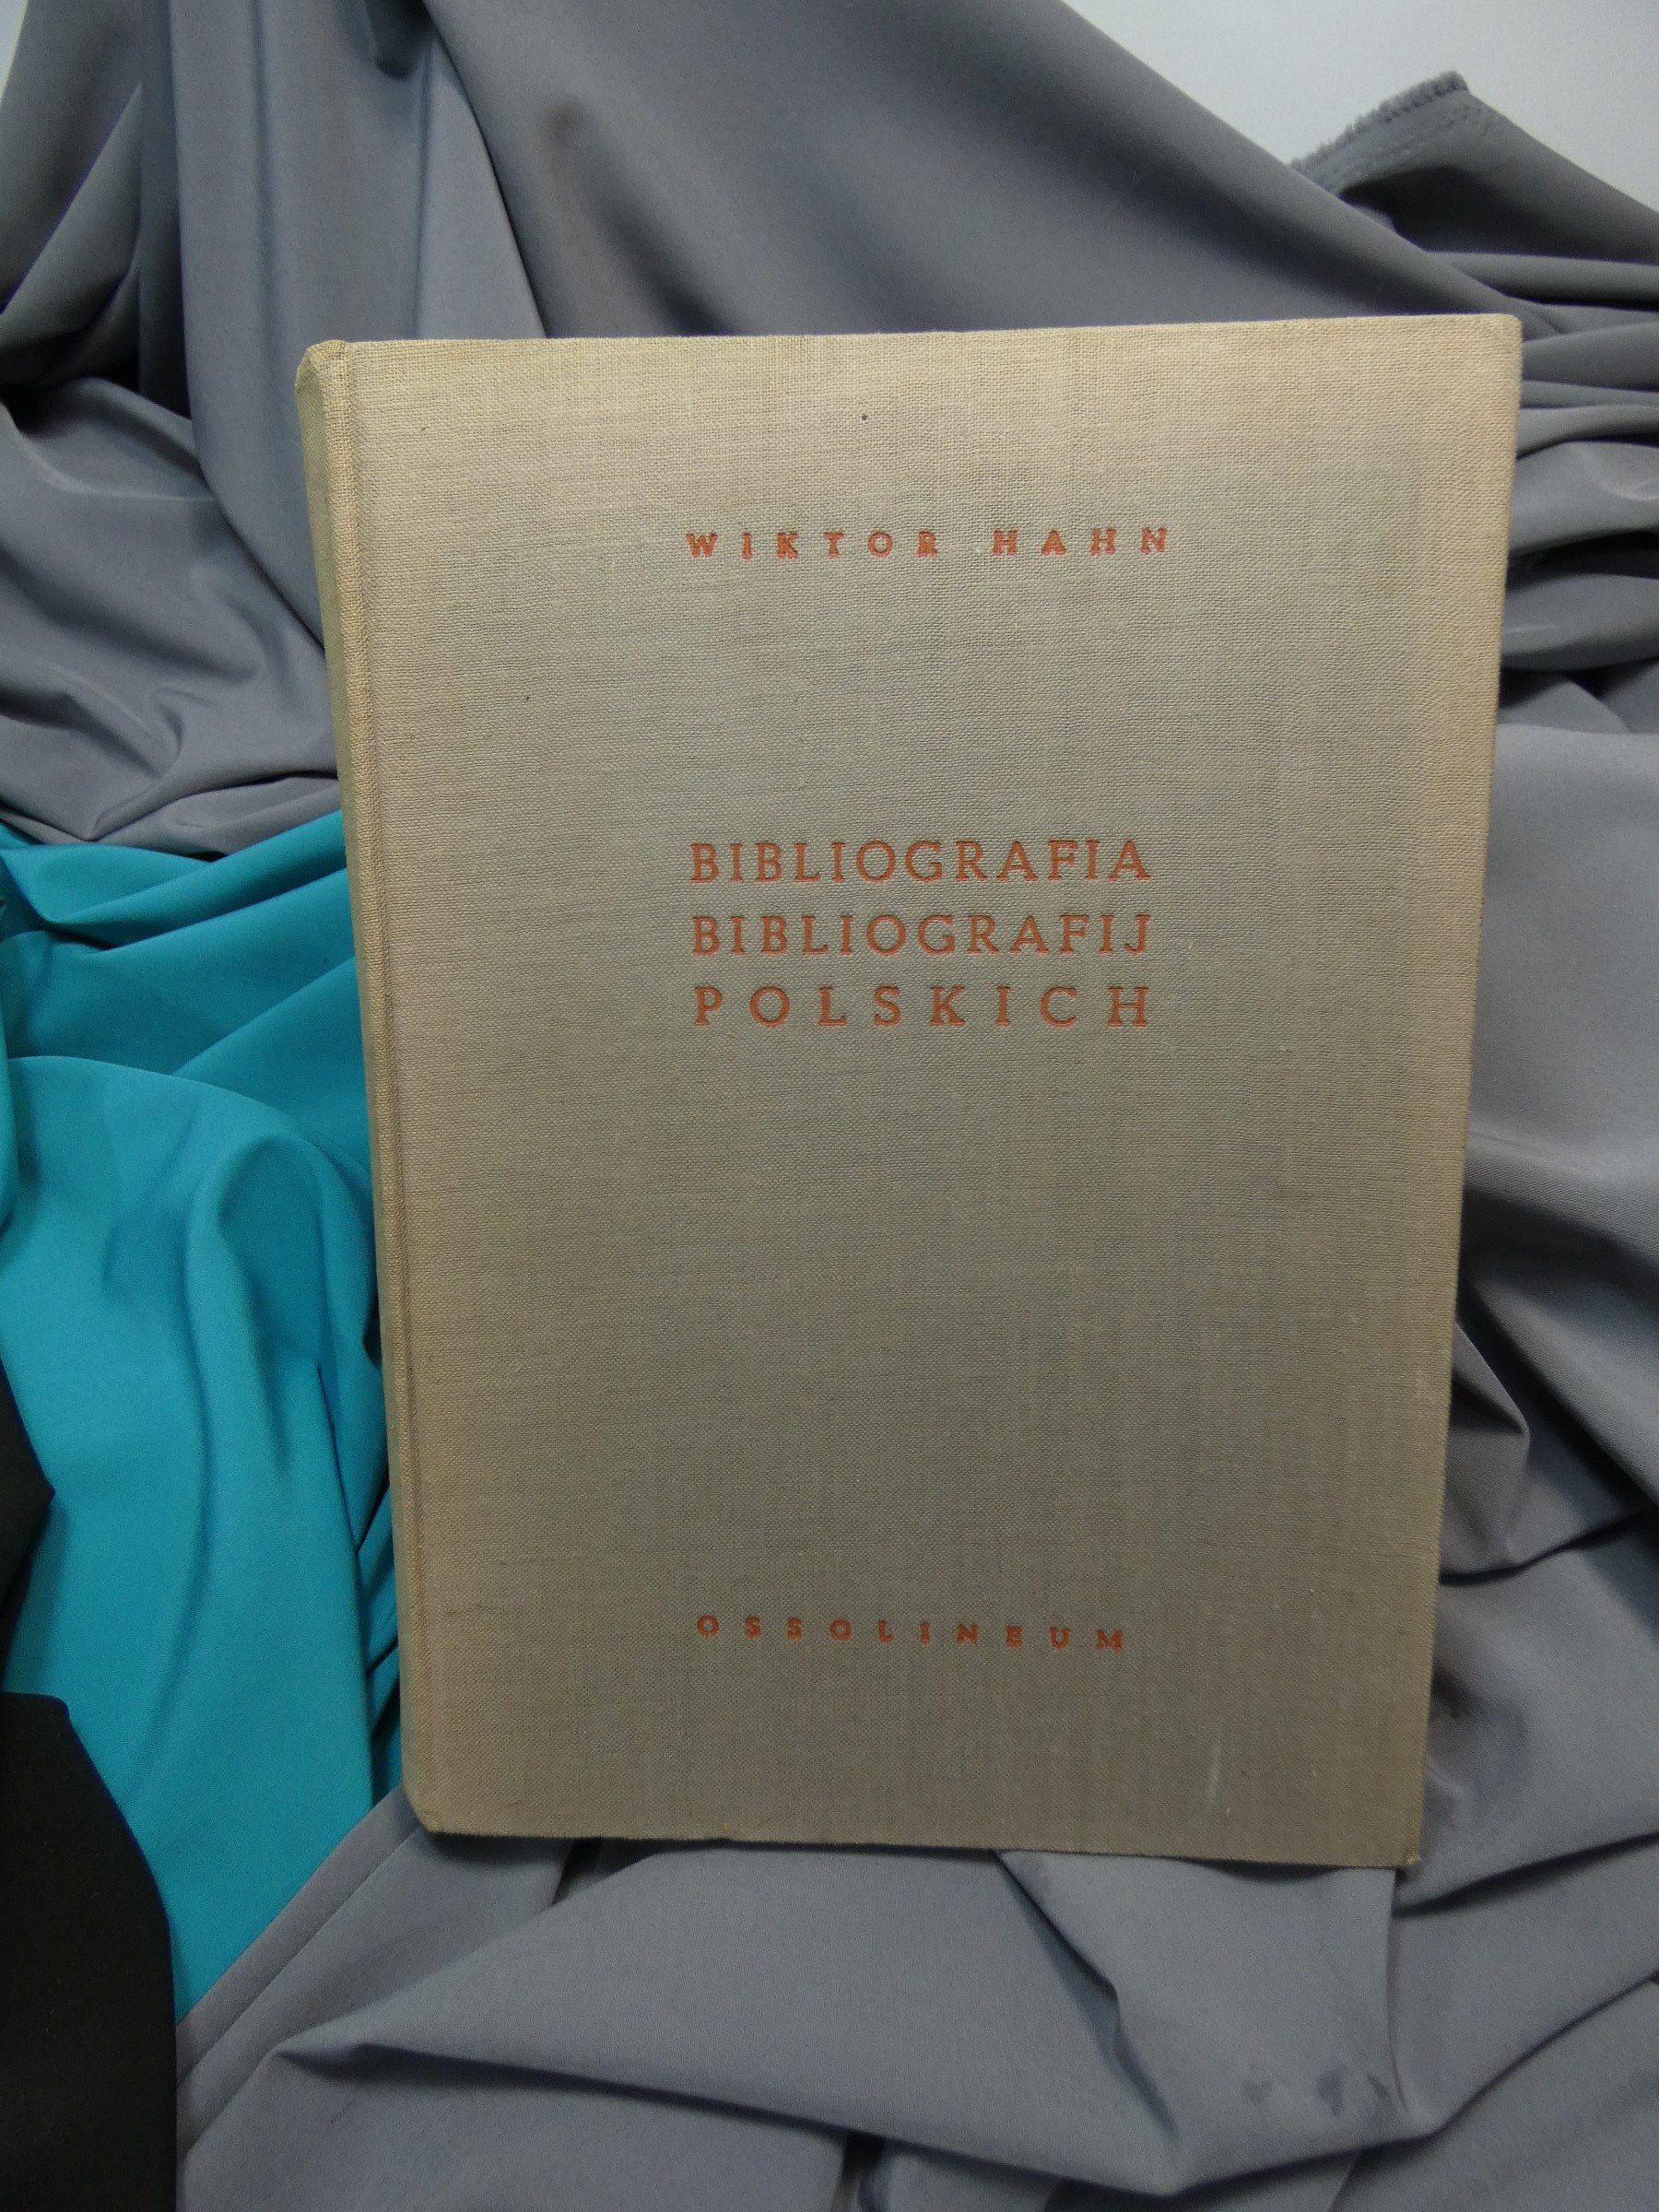 WIKTOR HAHN
BIBLIOGRAFIA
BIBLIOGRAFIJ
POLSKICH
OSSOLINEUM